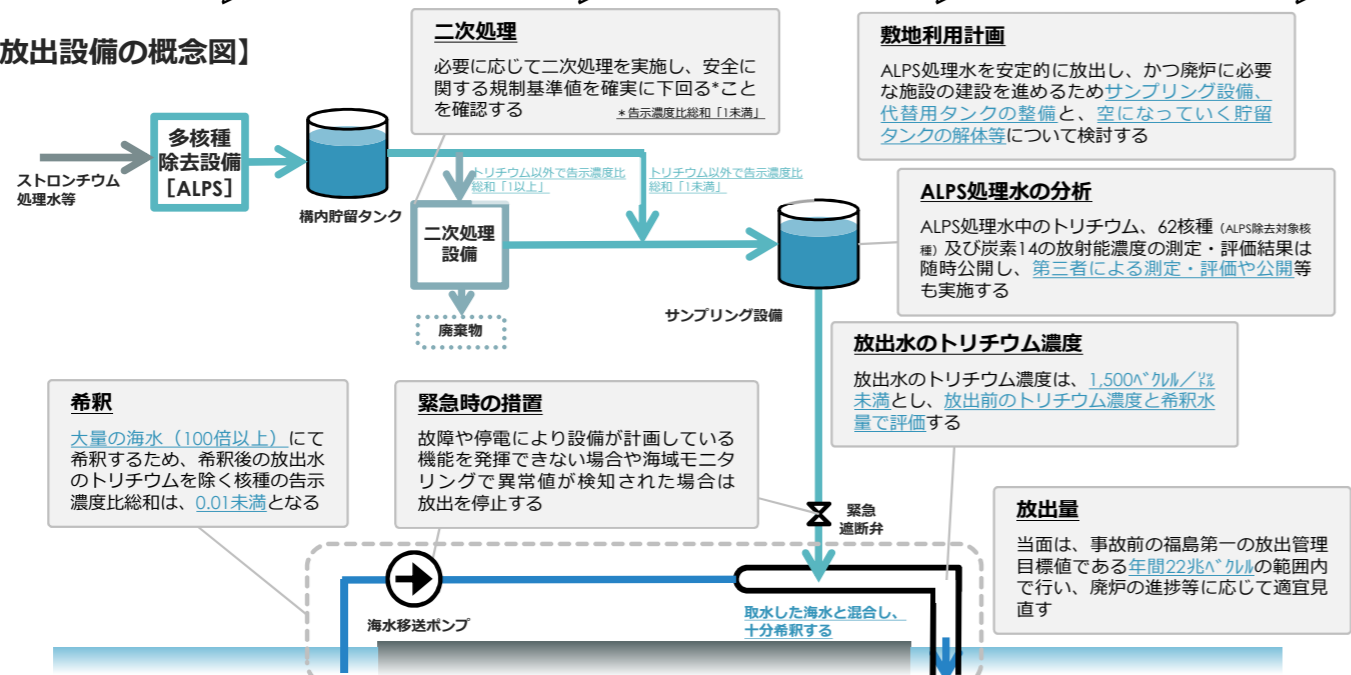 放出設備の概念図】
二次処理
必要に応じて二次処理を実施し、安全に
関する規制基準値を確実に下回る*こと
を確認する
*告示濃度比総和「1未満」
敷地利用計画
ALPS処理水を安定的に放出し、かつ廃炉に必要
な施設の建設を進めるためサンプリング設備、
代替用タンクの整備と、空になっていく貯留
タンクの解体等について検討する
多核種
除去設備
[ALPS]
ストロンチウム
処理水等
構内貯留タンク
トリチウム以外で告示濃度比
総和「1以上」
トリチウム以外で告示濃度比
総和「1未満」
二次処理
設備
廃棄物
サンプリング設備
ALPS処理水の分析
ALPS処理水中のトリチウム、62核種(ALPS除去対象核
種)及び炭素14の放射能濃度の測定・評価結果は
随時公開し、第三者による測定・評価や公開等
も実施する
放出水のトリチウム濃度
放出水のトリチウム濃度は、1,500ﾍﾞｸﾚﾙ／㍑
未満とし、放出前のトリチウム濃度と希釈水
量で評価する
希釈
大量の海水（100倍以上）にて
希釈するため、希釈後の放出水
のトリチウムを除く核種の告示
濃度比総和は、0.01未満となる
緊急時の措置
故障や停電により設備が計画している
機能を発揮できない場合や海域モニタ
リングで異常値が検知された場合は
放出を停止する
緊急
遮断弁
放出量
当面は、事故前の福島第一の放出管理
目標値である年間22兆ﾍﾞｸﾚﾙの範囲内
で行い、廃炉の進捗等に応じて適宜見
直す
海水移送ポンプ
取水した海水と混合し、
十分希釈する